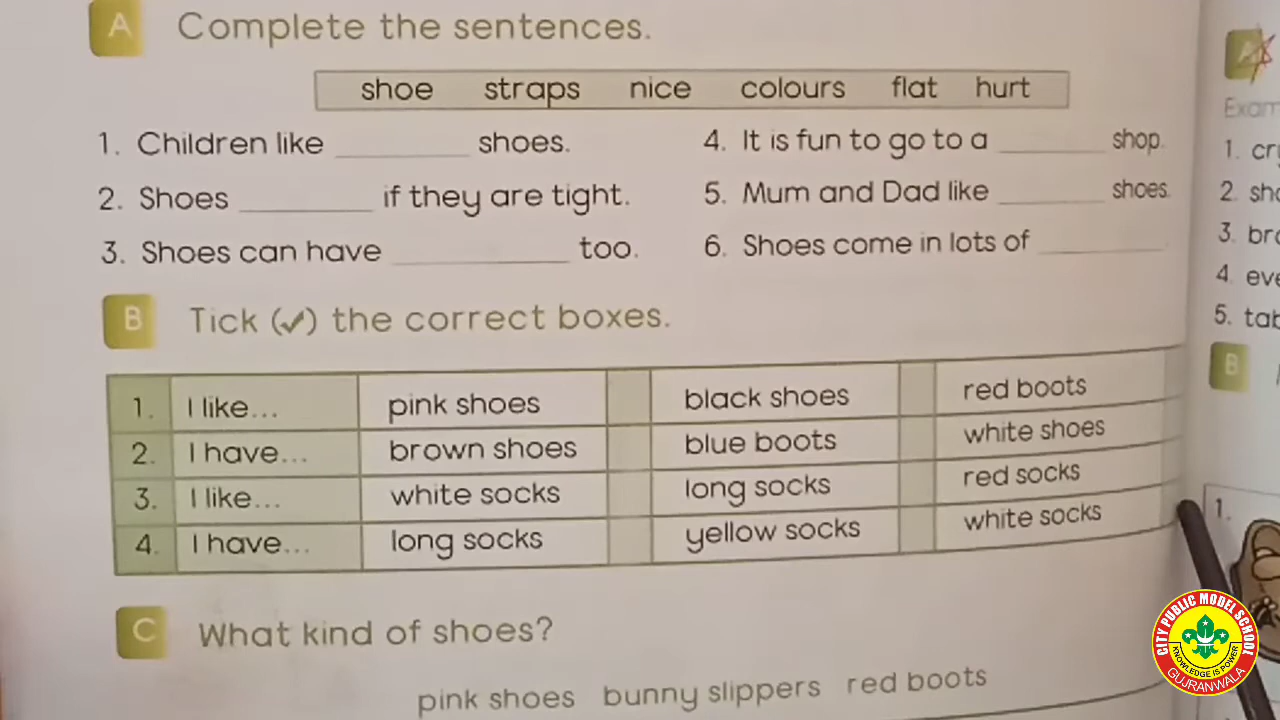 A Complete the sentences.
shoe straps nice colours flat hurt
1. Children like ________ shoes.
2. Shoes ________ if they are tight.
3. Shoes can have ________ too.
4. It is fun to go to a ________ shop.
5. Mum and Dad like ________ shoes.
6. Shoes come in lots of ________
B Tick (✓) the correct boxes.
1. I like... pink shoes black shoes red boots
2. I have... brown shoes blue boots white shoes
3. I like... white socks long socks red socks
4. I have... long socks yellow socks white socks
C What kind of shoes?
pink shoes bunny slippers red boots
A
1.
2.
3.
4.
5.
B
1.
CITY PUBLIC MODEL SCHOOL
KNOWLEDGE IS POWER
GUJRANWALA